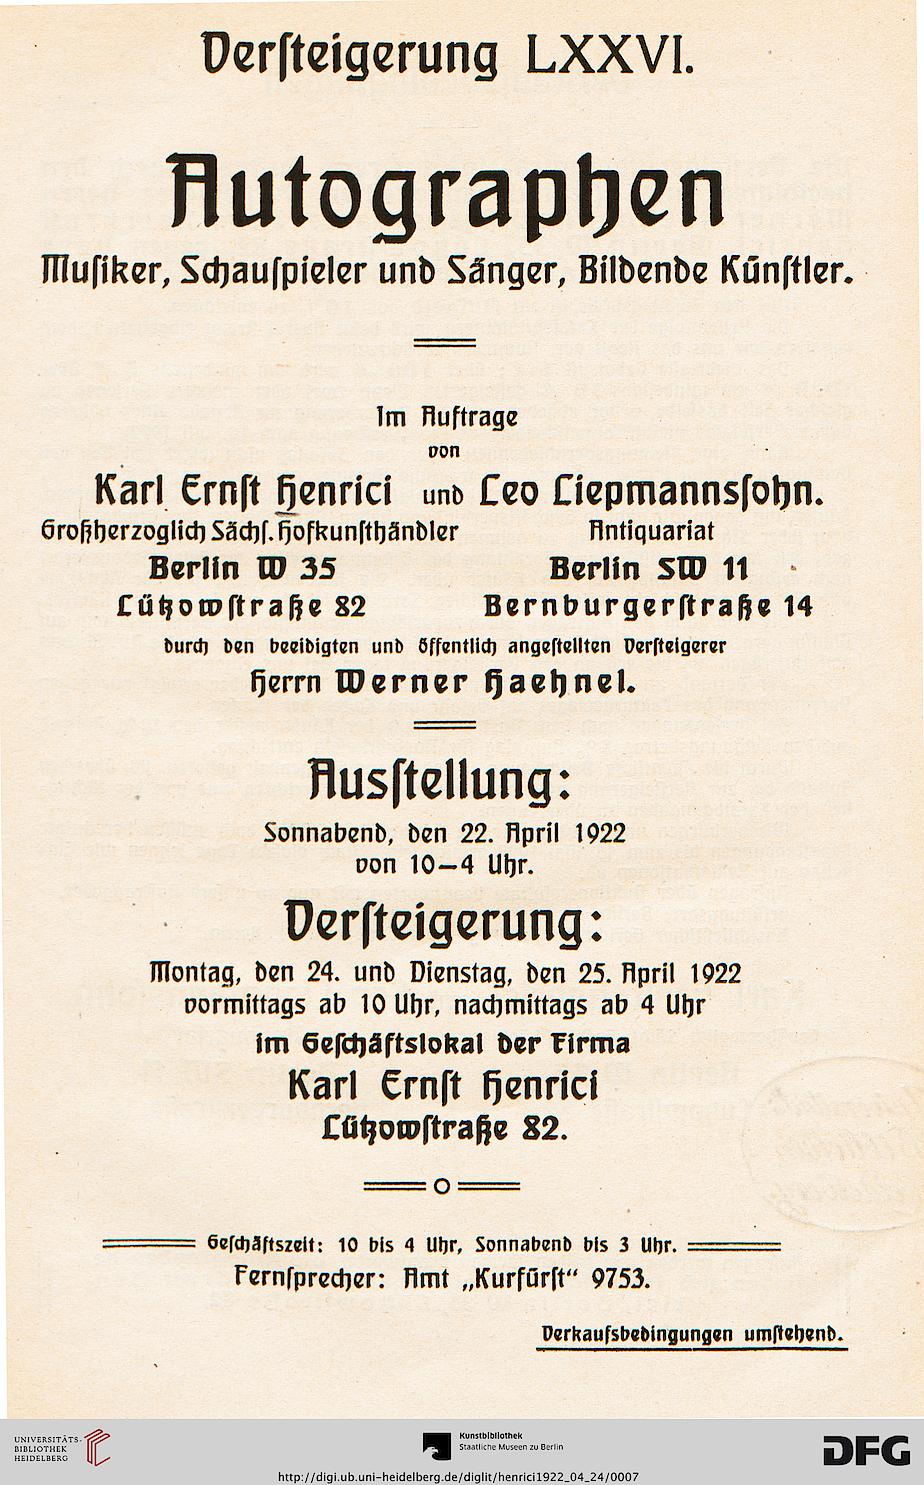 Versteigerung LXXVI.
Autographen
Musiker, Schauspieler und Sänger, Bildende Künstler.
Im Auftrage
von
Karl Ernst Henrici und Leo Liepmannssohn.
Großherzoglich Sächs. Hofkunsthändler Antiquariat
Berlin W 35 Berlin SW 11
Lützowstraße 82 Bernburgerstraße 14
durch den beeidigten und öffentlich angestellten Versteigerer
Herrn Werner Haehnel.
Ausstellung:
Sonnabend, den 22. April 1922
von 10—4 Uhr.
Versteigerung:
Montag, den 24. und Dienstag, den 25. April 1922
vormittags ab 10 Uhr, nachmittags ab 4 Uhr
im Geschäftslokal der Firma
Karl Ernst Henrici
Lützowstraße 82.
Geschäftszeit: 10 bis 4 Uhr, Sonnabend bis 3 Uhr.
Fernsprecher: Amt „Kurfürst“ 9753.
Verkaufsbedingungen umstehend.
UNIVERSITÄTS-
BIBLIOTHEK
HEIDELBERG
Kunstbibliothek
Staatliche Museen zu Berlin
DFG
http://digi.ub.uni-heidelberg.de/diglit/henrici1922_04_24/0007